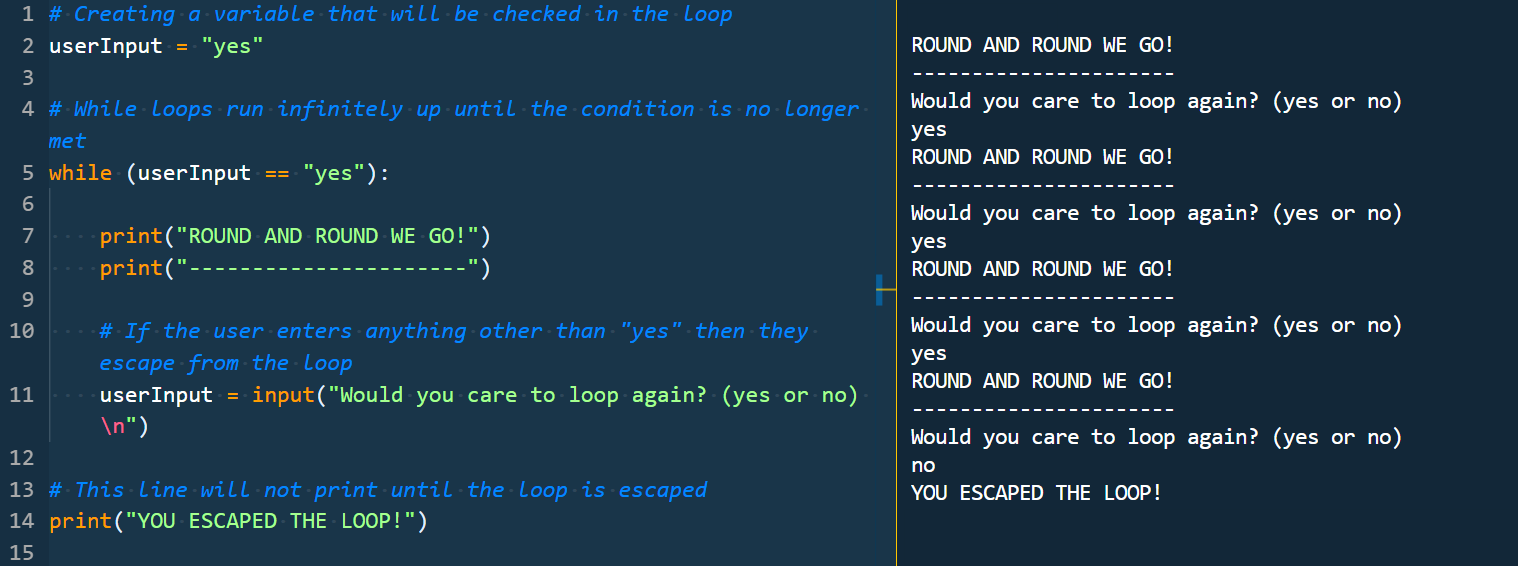 1 # Creating a variable that will be checked in the loop
2 userInput = "yes"
3
4 # While loops run infinitely up until the condition is no longer
met
5 while (userInput == "yes"):
6
7 print("ROUND AND ROUND WE GO!")
8 print("----------------------")
9
10 # If the user enters anything other than "yes" then they
escape from the loop
11 userInput = input("Would you care to loop again? (yes or no)
\n")
12
13 # This line will not print until the loop is escaped
14 print("YOU ESCAPED THE LOOP!")
15
ROUND AND ROUND WE GO!
----------------------
Would you care to loop again? (yes or no)
yes
ROUND AND ROUND WE GO!
----------------------
Would you care to loop again? (yes or no)
yes
ROUND AND ROUND WE GO!
----------------------
Would you care to loop again? (yes or no)
yes
ROUND AND ROUND WE GO!
----------------------
Would you care to loop again? (yes or no)
no
YOU ESCAPED THE LOOP!